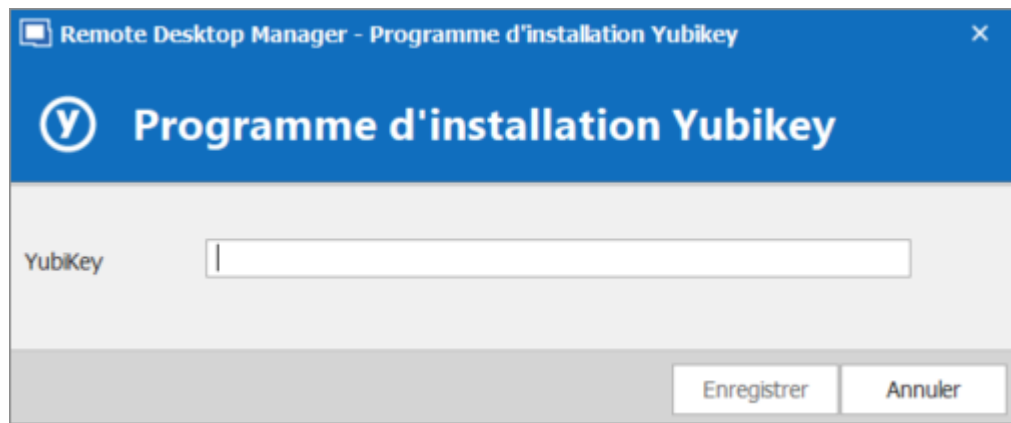 Remote Desktop Manager - Programme d'installation Yubikey
Programme d'installation Yubikey
YubiKey
Enregistrer Annuler